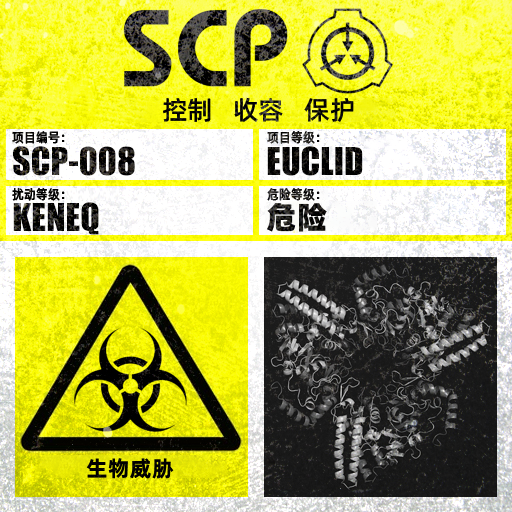 SCP
控制 收容 保护
项目编号：
SCP-008
项目等级：
EUCLID
扰动等级：
KENEQ
危险等级：
危险
生物威胁